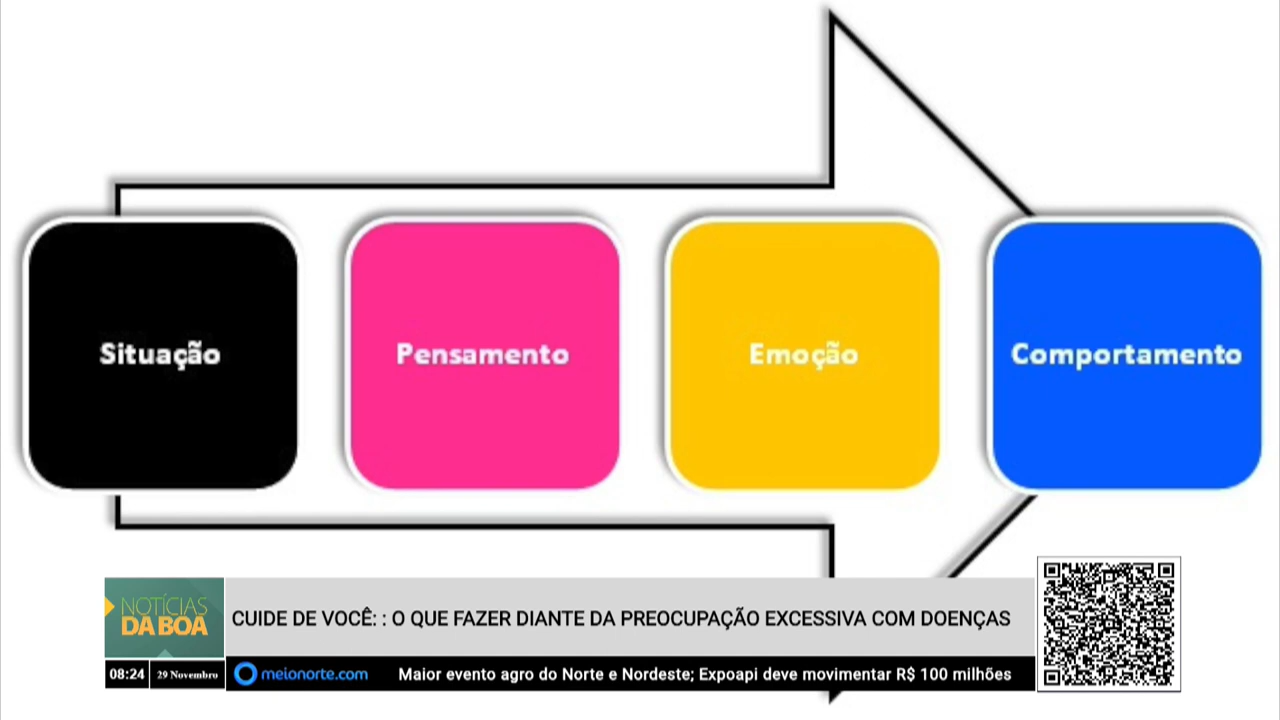 Situação
Pensamento
Emoção
Comportamento
NOTÍCIAS
DA BOA
CUIDE DE VOCÊ: : O QUE FAZER DIANTE DA PREOCUPAÇÃO EXCESSIVA COM DOENÇAS
08:24
29 Novembro
meionorte.com
Maior evento agro do Norte e Nordeste; Expoapi deve movimentar R$ 100 milhões